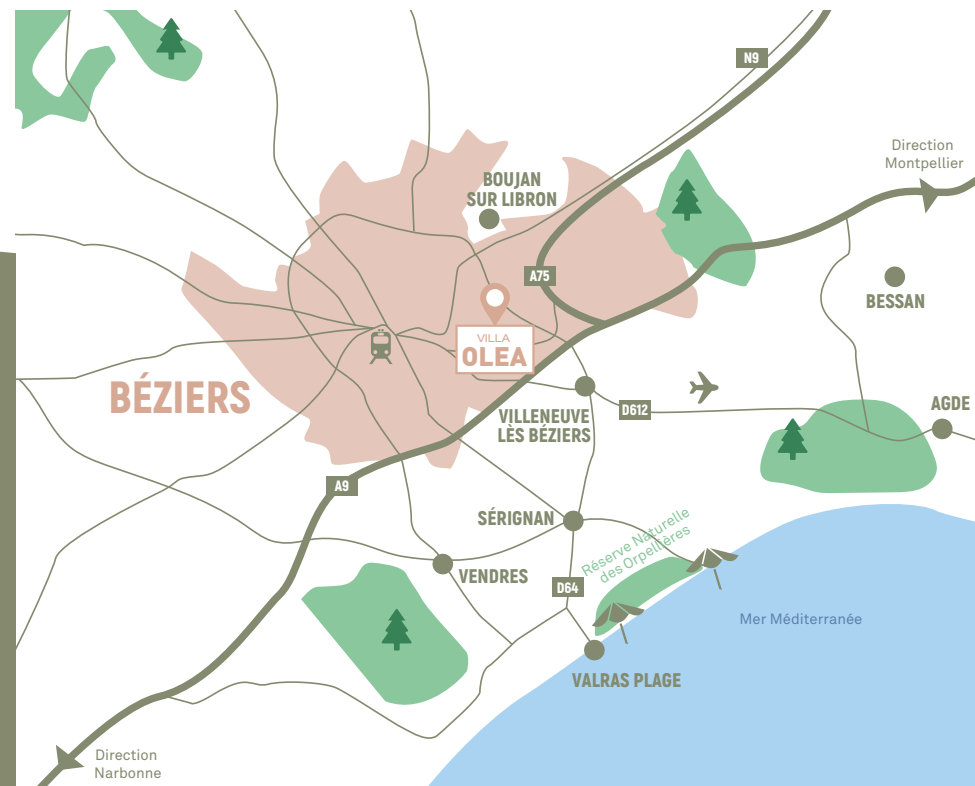 N9
Direction
Montpellier
BOUJAN
SUR LIBRON
A75
BESSAN
VILLA
OLEA
BÉZIERS
D612
AGDE
VILLENEUVE
LÈS BÉZIERS
A9
SÉRIGNAN
Réserve Naturelle
des Orpellières
VENDRES
D64
Mer Méditerranée
VALRAS PLAGE
Direction
Narbonne